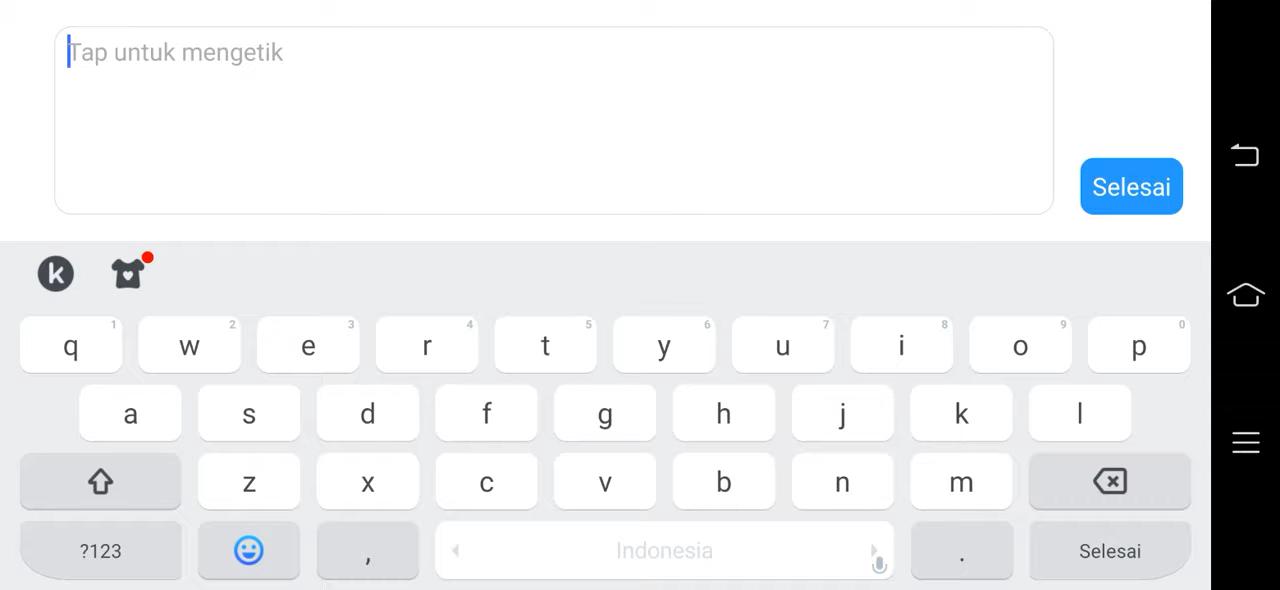 Tap untuk mengetik
Selesai
k
q 1 w 2 e 3 r 4 t 5 y 6 u 7 i 8 o 9 p 0
a s d f g h j k l
z x c v b n m
?123 , Indonesia . Selesai